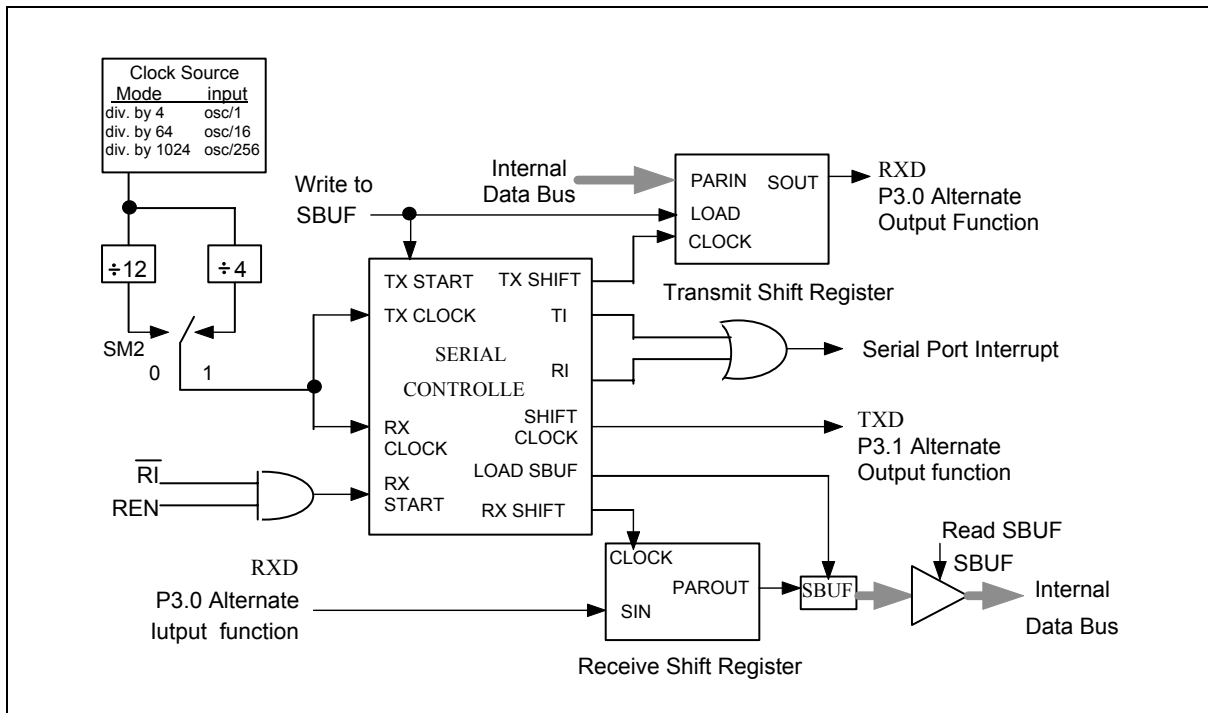 Clock Source
Mode input
div. by 4 osc/1
div. by 64 osc/16
div. by 1024 osc/256
÷12
÷4
SM2
0 1
Write to
SBUF
Internal
Data Bus
PARIN SOUT
LOAD
CLOCK
Transmit Shift Register
RXD
P3.0 Alternate
Output Function
TX START TX SHIFT
TX CLOCK TI
SERIAL
CONTROLLE
RI
RX
CLOCK
SHIFT
CLOCK
LOAD SBUF
RX
START
RX SHIFT
Serial Port Interrupt
TXD
P3.1 Alternate
Output function
R̅I̅
REN
RXD
P3.0 Alternate
Iutput function
CLOCK
PAROUT
SIN
Receive Shift Register
SBUF
Read SBUF
SBUF
Internal
Data Bus